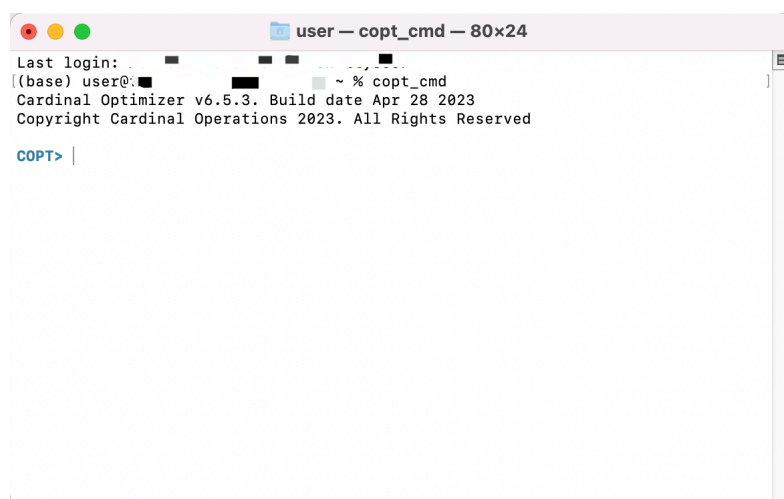 user — copt_cmd — 80×24
Last login:
(base) user@ ~ % copt_cmd
Cardinal Optimizer v6.5.3. Build date Apr 28 2023
Copyright Cardinal Operations 2023. All Rights Reserved
COPT>